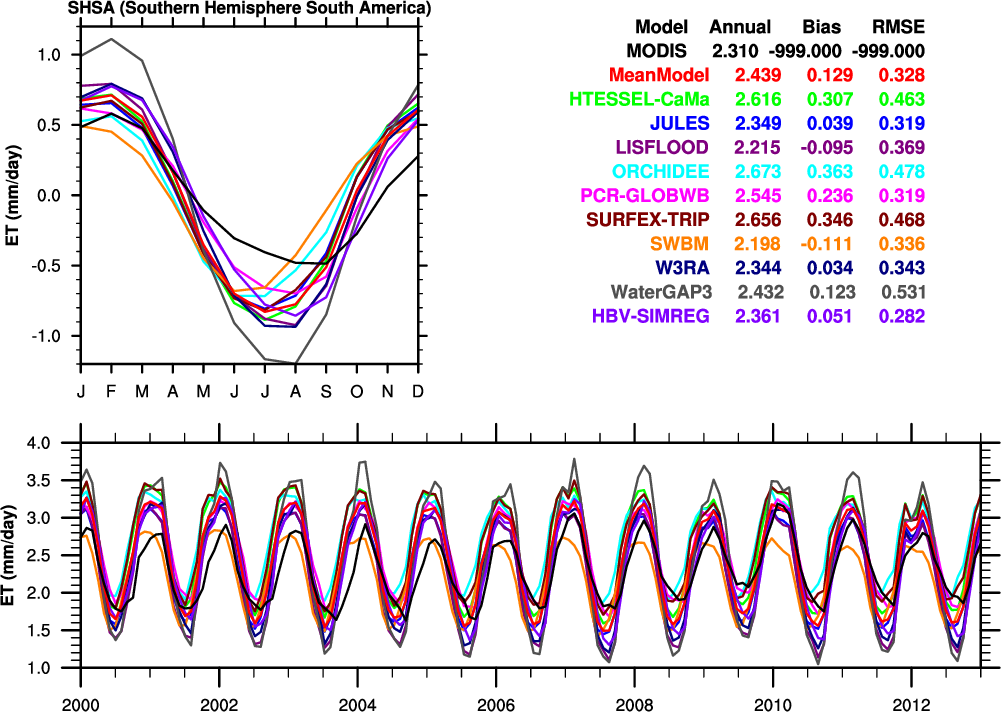 SHSA (Southern Hemisphere South America)
ET (mm/day)
1.0
0.5
0.0
-0.5
-1.0
J F M A M J J A S O N D
Model Annual Bias RMSE
MODIS 2.310 -999.000 -999.000
MeanModel 2.439 0.129 0.328
HTESSEL-CaMa 2.616 0.307 0.463
JULES 2.349 0.039 0.319
LISFLOOD 2.215 -0.095 0.369
ORCHIDEE 2.673 0.363 0.478
PCR-GLOBWB 2.545 0.236 0.319
SURFEX-TRIP 2.656 0.346 0.468
SWBM 2.198 -0.111 0.336
W3RA 2.344 0.034 0.343
WaterGAP3 2.432 0.123 0.531
HBV-SIMREG 2.361 0.051 0.282
ET (mm/day)
4.0
3.5
3.0
2.5
2.0
1.5
1.0
2000 2002 2004 2006 2008 2010 2012